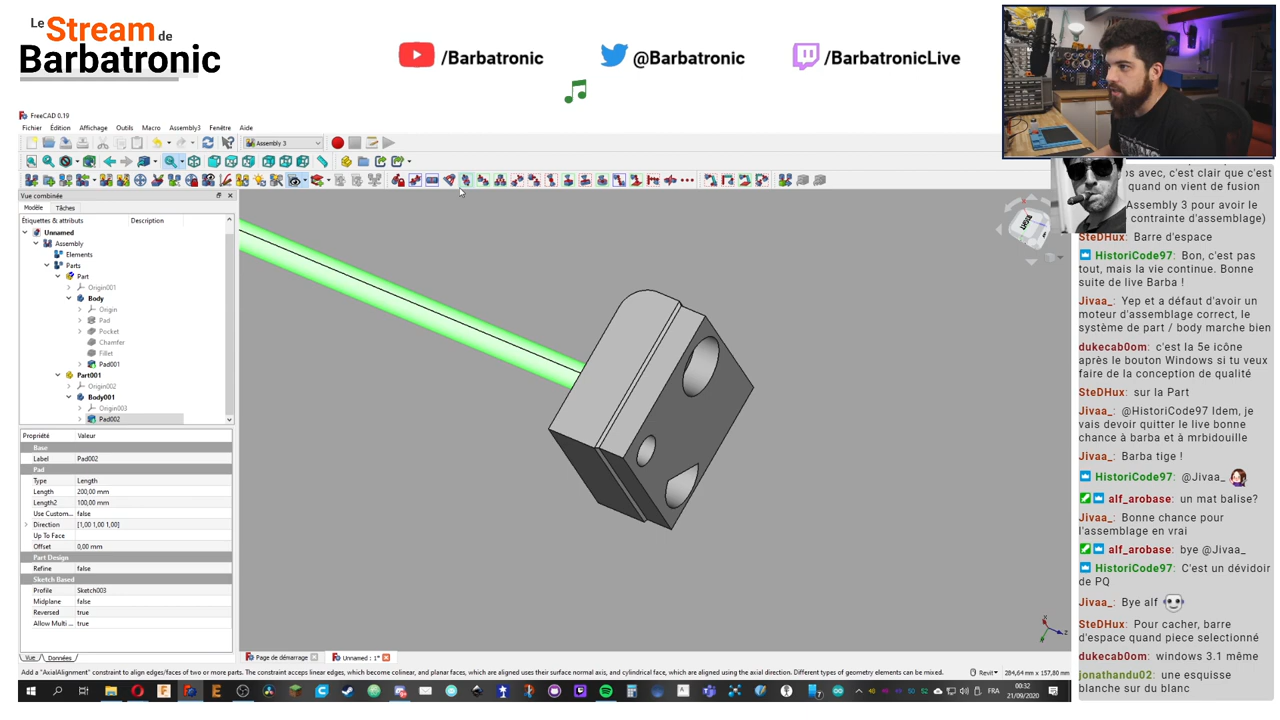 Le
Stream de
Barbatronic
/Barbatronic
@Barbatronic
/BarbatronicLive
FreeCAD 0.19
Fichier Édition Affichage Outils Macro Assembly3 Fenêtre Aide
Assembly 3
Vue combinée
Modèle Tâches
Étiquettes & attributs Description
Unnamed
Assembly
Elements
Parts
Part
Origin001
Body
Origin
Pad
Pocket
Chamfer
Fillet
Pad001
Part001
Origin002
Body001
Origin003
Pad002
Propriété Valeur
Base
Label Pad002
Pad
Type Length
Length 200,00 mm
Length2 100,00 mm
Use Custom... false
Direction [1,00 1,00 1,00]
Up To Face
Offset 0,00 mm
Part Design
Refine false
Sketch Based
Profile Sketch003
Midplane false
Reversed true
Allow Multi ... true
Vue Données
RIGHT
Page de démarrage Unnamed : 1*
Add a "AxialAlignment" constraint to align edges/faces of two or more parts. The constraint accepts linear edges, which become colinear, and planar faces, which are aligned using their surface normal axis, and cylindrical face, which are aligned using the axial direction. Different types of geometry elements can be mixed.
Revit 284,64 mm x 157,80 mm
FRA
00:32
21/09/2020
os avec, c'est clair que c'est
quand on vient de fusion
Assembly 3 pour avoir le
contrainte d'assemblage)
SteDHux: Barre d'espace
HistoriCode97: Bon, c'est pas
tout, mais la vie continue. Bonne
suite de live Barba !
Jivaa_: Yep et a défaut d'avoir un
moteur d'assemblage correct, le
système de part / body marche bien
dukecab0om: c'est la 5e icône
après le bouton Windows si tu veux
faire de la conception de qualité
SteDHux: sur la Part
Jivaa_: @HistoriCode97 Idem, je
vais devoir quitter le live bonne
chance à barba et à mrbidouille
Jivaa_: Barba tige !
HistoriCode97: @Jivaa_
alf_arobase: un mat balise?
Jivaa_: Bonne chance pour
l'assemblage en vrai
alf_arobase: bye @Jivaa_
HistoriCode97: C'est un dévidoir
de PQ
Jivaa_: Bye alf
SteDHux: Pour cacher, barre
d'espace quand piece selectionné
dukecab0om: windows 3.1 même
jonathandu02: une esquisse
blanche sur du blanc